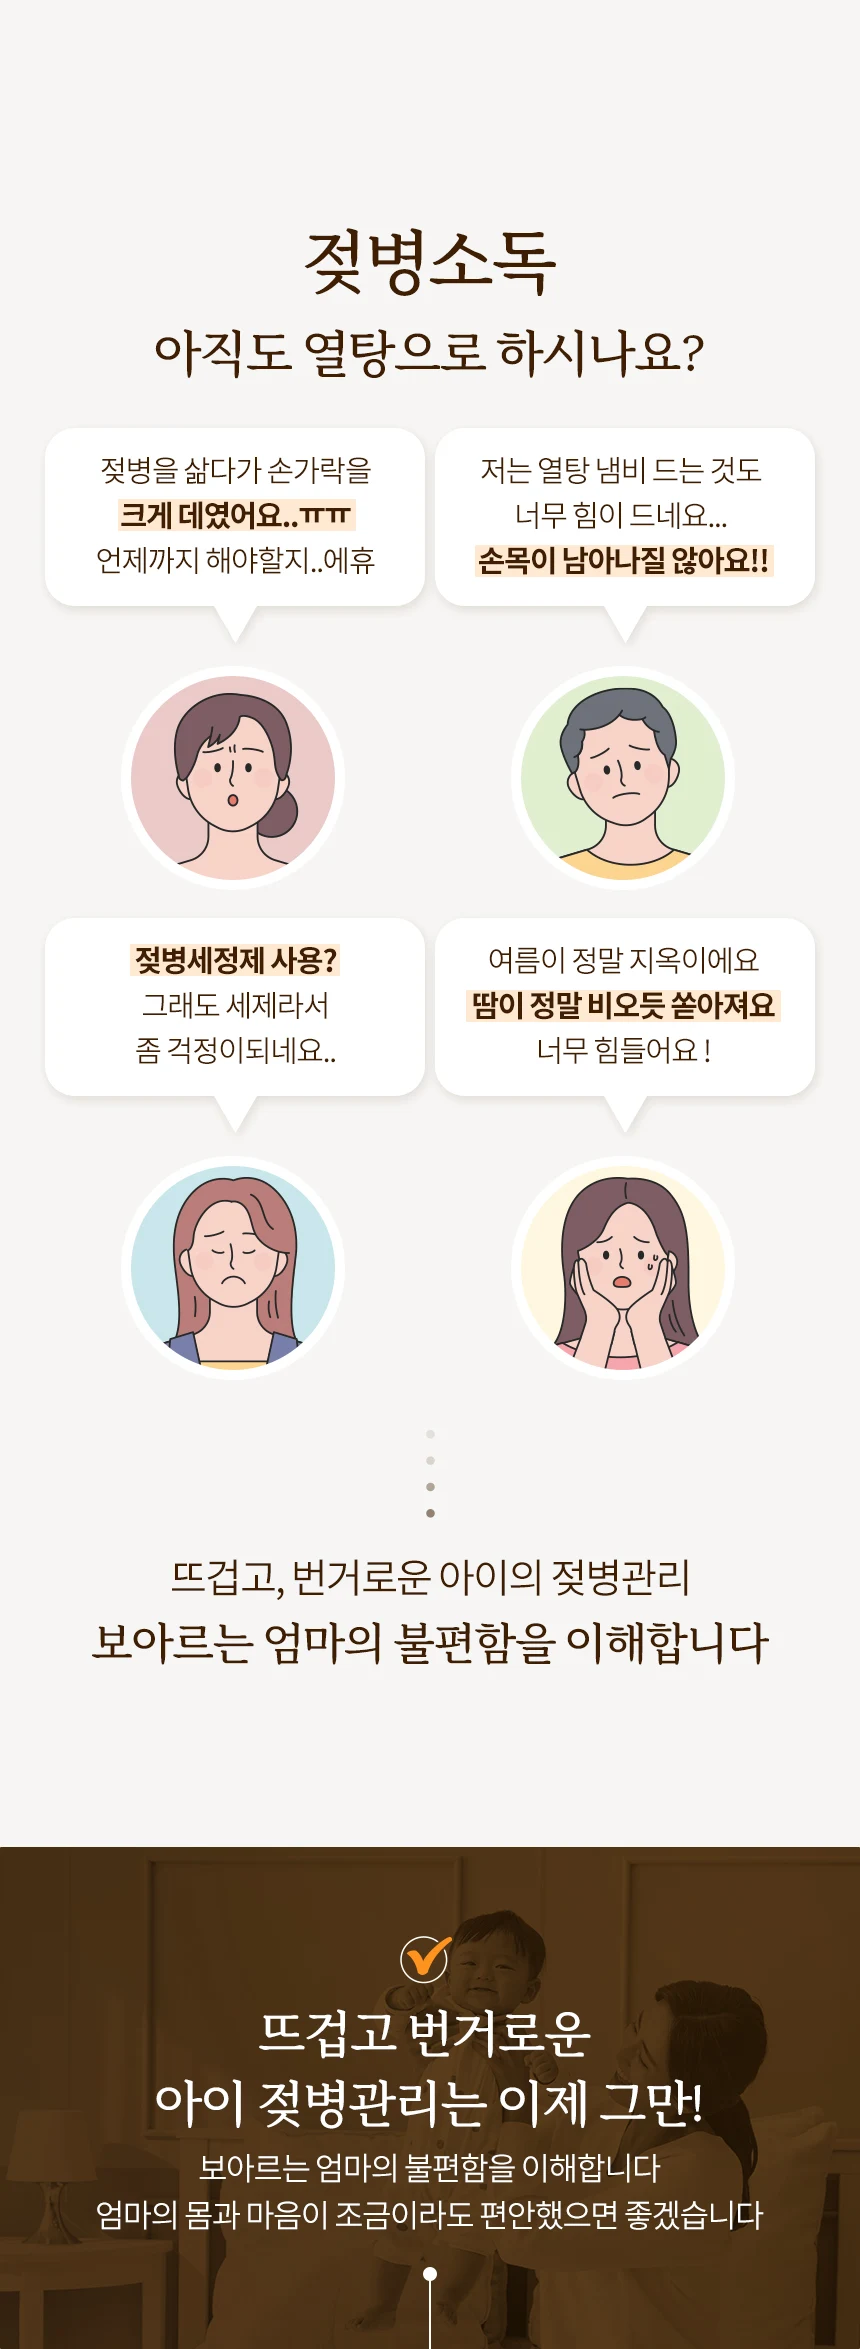 젖병소독
아직도 열탕으로 하시나요?
젖병을 삶다가 손가락을
크게 데였어요..ㅠㅠ
언제까지 해야할지..에휴
저는 열탕 냄비 드는 것도
너무 힘이 드네요...
손목이 남아나질 않아요!!
젖병세정제 사용?
그래도 세제라서
좀 걱정이되네요..
여름이 정말 지옥이에요
땀이 정말 비오듯 쏟아져요
너무 힘들어요 !
뜨겁고, 번거로운 아이의 젖병관리
보아르는 엄마의 불편함을 이해합니다
뜨겁고 번거로운
아이 젖병관리는 이제 그만!
보아르는 엄마의 불편함을 이해합니다
엄마의 몸과 마음이 조금이라도 편안했으면 좋겠습니다